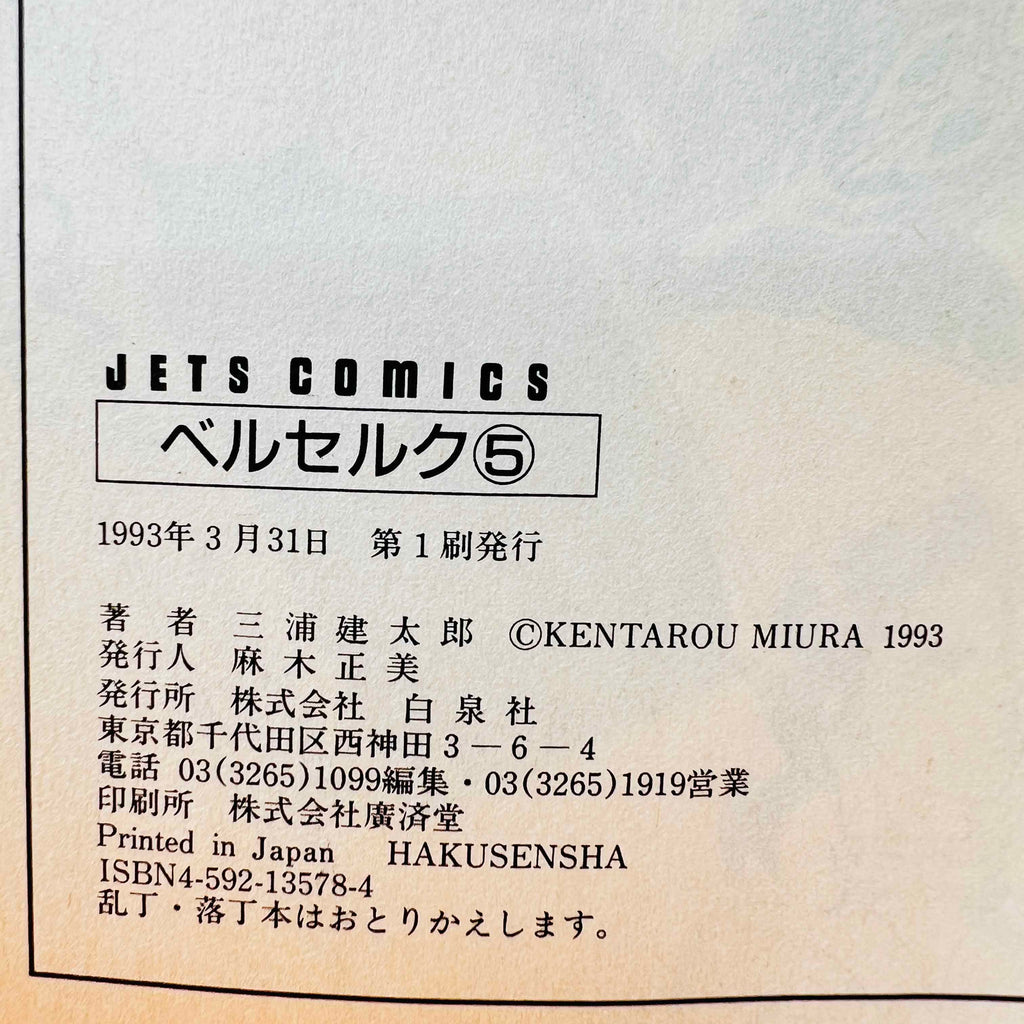 JETS COMICS
ベルセルク⑤
1993年3月31日 第1刷発行
著者 三浦建太郎 ©KENTAROU MIURA 1993
発行人 麻木正美
発行所 株式会社 白泉社
東京都千代田区西神田3－6－4
電話 03(3265)1099編集・03(3265)1919営業
印刷所 株式会社廣済堂
Printed in Japan HAKUSENSHA
ISBN4-592-13578-4
乱丁・落丁本はおとりかえします。